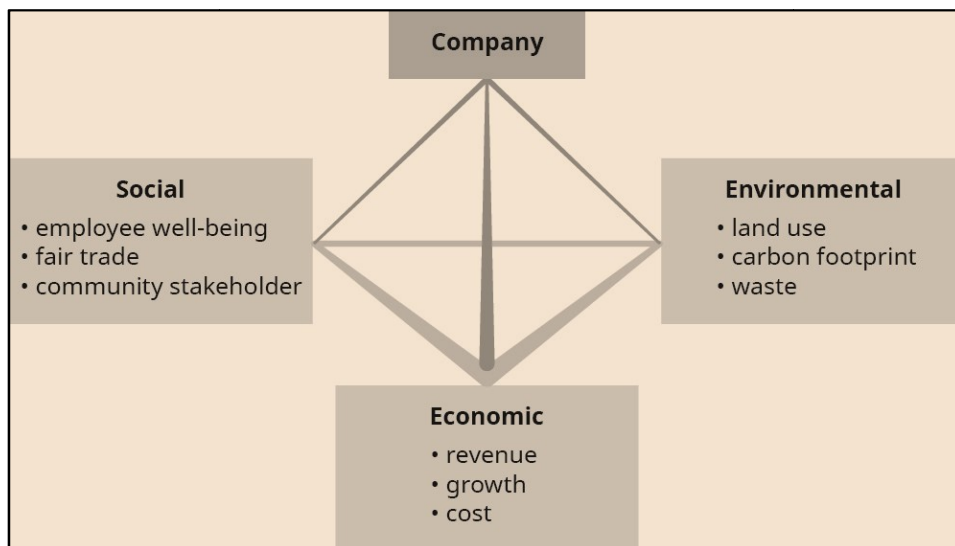 Company
Social
• employee well-being
• fair trade
• community stakeholder
Environmental
• land use
• carbon footprint
• waste
Economic
• revenue
• growth
• cost